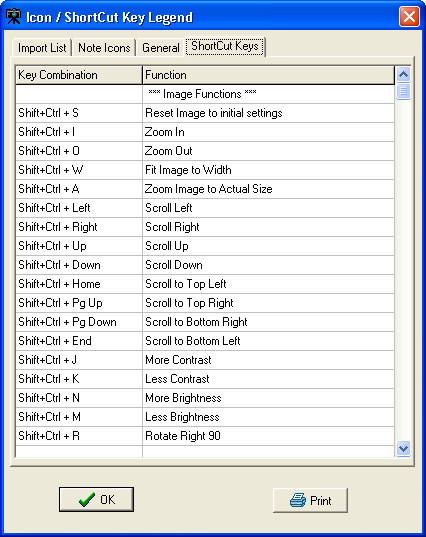 Icon / ShortCut Key Legend
Import List Note Icons General ShortCut Keys
Key Combination Function
*** Image Functions ***
Shift+Ctrl + S Reset Image to initial settings
Shift+Ctrl + I Zoom In
Shift+Ctrl + O Zoom Out
Shift+Ctrl + W Fit Image to Width
Shift+Ctrl + A Zoom Image to Actual Size
Shift+Ctrl + Left Scroll Left
Shift+Ctrl + Right Scroll Right
Shift+Ctrl + Up Scroll Up
Shift+Ctrl + Down Scroll Down
Shift+Ctrl + Home Scroll to Top Left
Shift+Ctrl + Pg Up Scroll to Top Right
Shift+Ctrl + Pg Down Scroll to Bottom Right
Shift+Ctrl + End Scroll to Bottom Left
Shift+Ctrl + J More Contrast
Shift+Ctrl + K Less Contrast
Shift+Ctrl + N More Brightness
Shift+Ctrl + M Less Brightness
Shift+Ctrl + R Rotate Right 90
OK Print